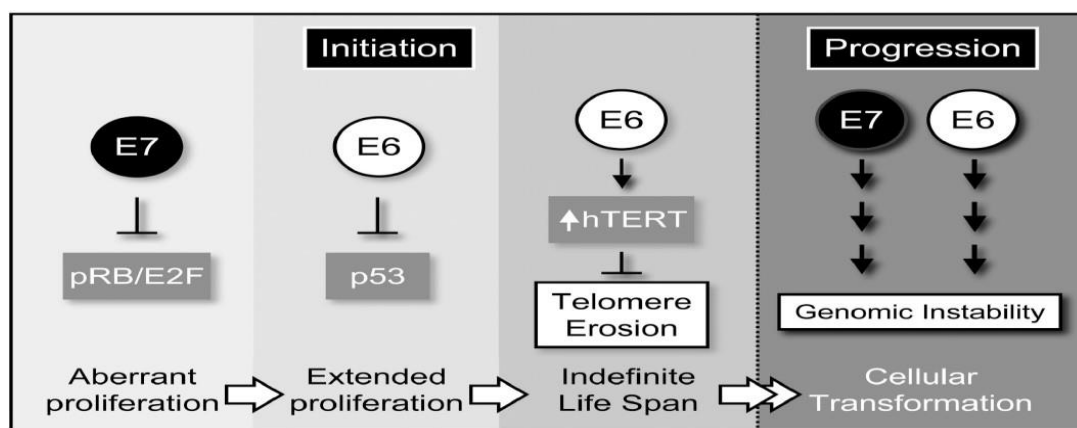 Initiation
Progression
E7
E6
E6
E7
E6
pRB/E2F
p53
↑hTERT
Telomere
Erosion
Genomic Instability
Aberrant
proliferation
Extended
proliferation
Indefinite
Life Span
Cellular
Transformation